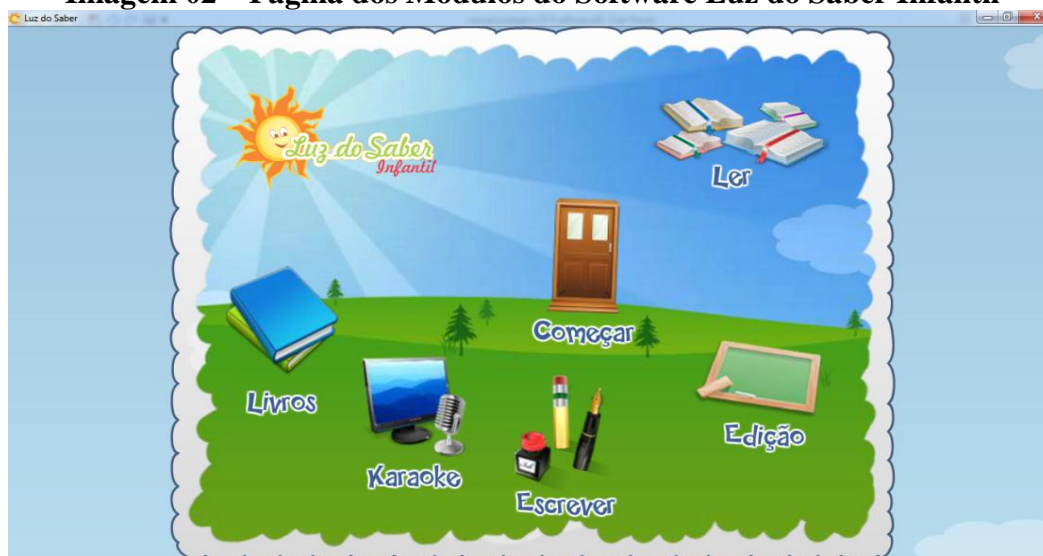 Imagem 02 – Página dos Módulos do Software Luz do Saber Infantil
Luz do Saber
Luz do Saber
Infantil
Ler
Começar
Livros
Edição
Karaoke
Escrever